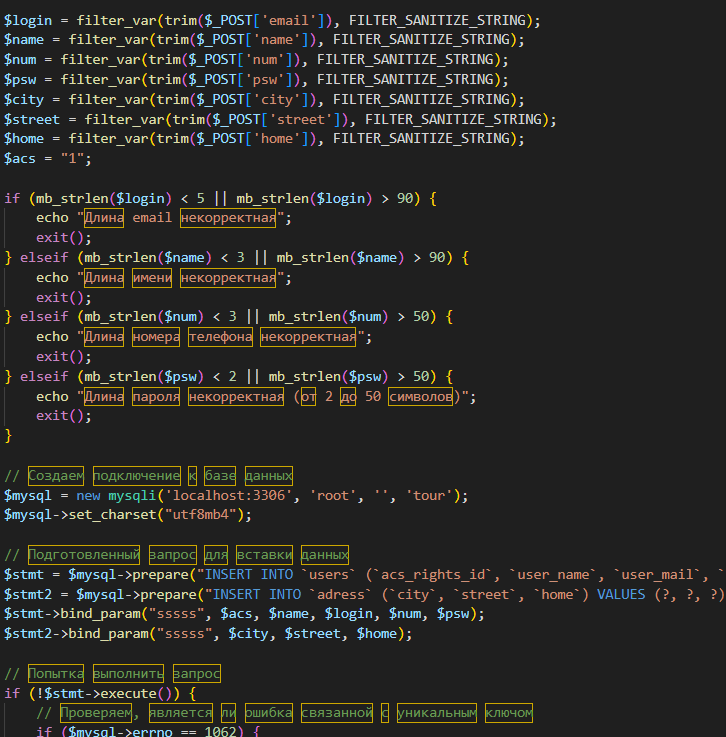 $login = filter_var(trim($_POST['email']), FILTER_SANITIZE_STRING);
$name = filter_var(trim($_POST['name']), FILTER_SANITIZE_STRING);
$num = filter_var(trim($_POST['num']), FILTER_SANITIZE_STRING);
$psw = filter_var(trim($_POST['psw']), FILTER_SANITIZE_STRING);
$city = filter_var(trim($_POST['city']), FILTER_SANITIZE_STRING);
$street = filter_var(trim($_POST['street']), FILTER_SANITIZE_STRING);
$home = filter_var(trim($_POST['home']), FILTER_SANITIZE_STRING);
$acs = "1";

if (mb_strlen($login) < 5 || mb_strlen($login) > 90) {
    echo "Длина email некорректная";
    exit();
} elseif (mb_strlen($name) < 3 || mb_strlen($name) > 90) {
    echo "Длина имени некорректная";
    exit();
} elseif (mb_strlen($num) < 3 || mb_strlen($num) > 50) {
    echo "Длина номера телефона некорректная";
    exit();
} elseif (mb_strlen($psw) < 2 || mb_strlen($psw) > 50) {
    echo "Длина пароля некорректная (от 2 до 50 символов)";
    exit();
}

// Создаем подключение к базе данных
$mysql = new mysqli('localhost:3306', 'root', '', 'tour');
$mysql->set_charset("utf8mb4");

// Подготовленный запрос для вставки данных
$stmt = $mysql->prepare("INSERT INTO `users` (`acs_rights_id`, `user_name`, `user_mail`, `
$stmt2 = $mysql->prepare("INSERT INTO `adress` (`city`, `street`, `home`) VALUES (?, ?, ?)
$stmt->bind_param("sssss", $acs, $name, $login, $num, $psw);
$stmt2->bind_param("sssss", $city, $street, $home);

// Попытка выполнить запрос
if (!$stmt->execute()) {
    // Проверяем, является ли ошибка связанной с уникальным ключом
    if ($mysql->errno == 1062) {